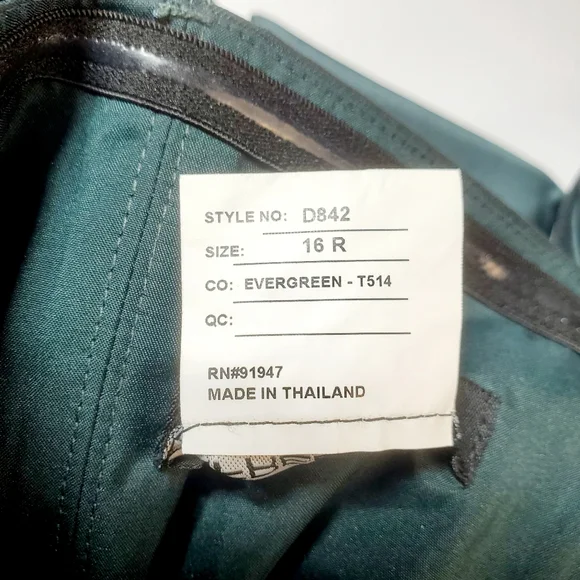 STYLE NO: D842
SIZE: 16 R
CO: EVERGREEN - T514
QC:
RN#91947
MADE IN THAILAND